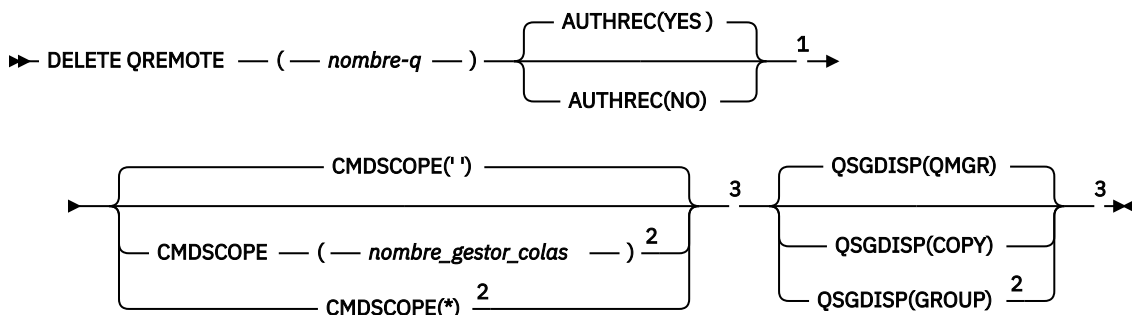 AUTHREC(YES )
DELETE QREMOTE ( nombre-q ) 1
AUTHREC(NO)
CMDSCOPE(' ') QSGDISP(QMGR)
3 3
CMDSCOPE ( nombre_gestor_colas ) 2 QSGDISP(COPY)
CMDSCOPE(*) 2 QSGDISP(GROUP) 2